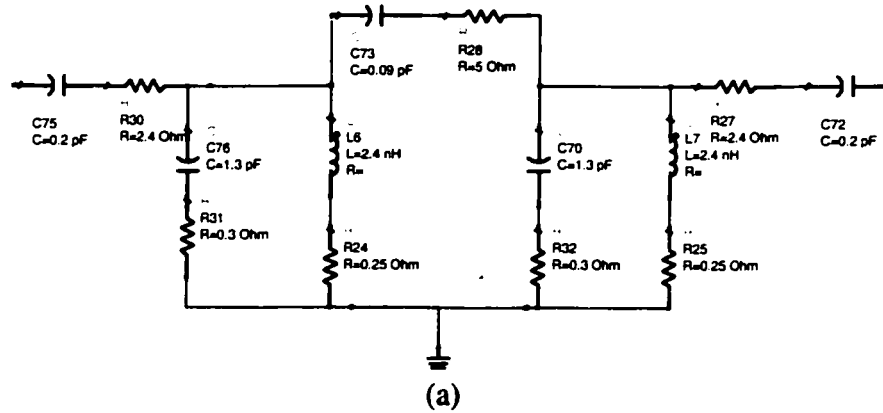 C73
C=0.09 pF
R28
R=5 Ohm
C75
C=0.2 pF
R30
R=2.4 Ohm
C76
C=1.3 pF
L6
L=2.4 nH
R=
C70
C=1.3 pF
L7
L=2.4 nH
R=
R27
R=2.4 Ohm
C72
C=0.2 pF
R31
R=0.3 Ohm
R24
R=0.25 Ohm
R32
R=0.3 Ohm
R25
R=0.25 Ohm
(a)